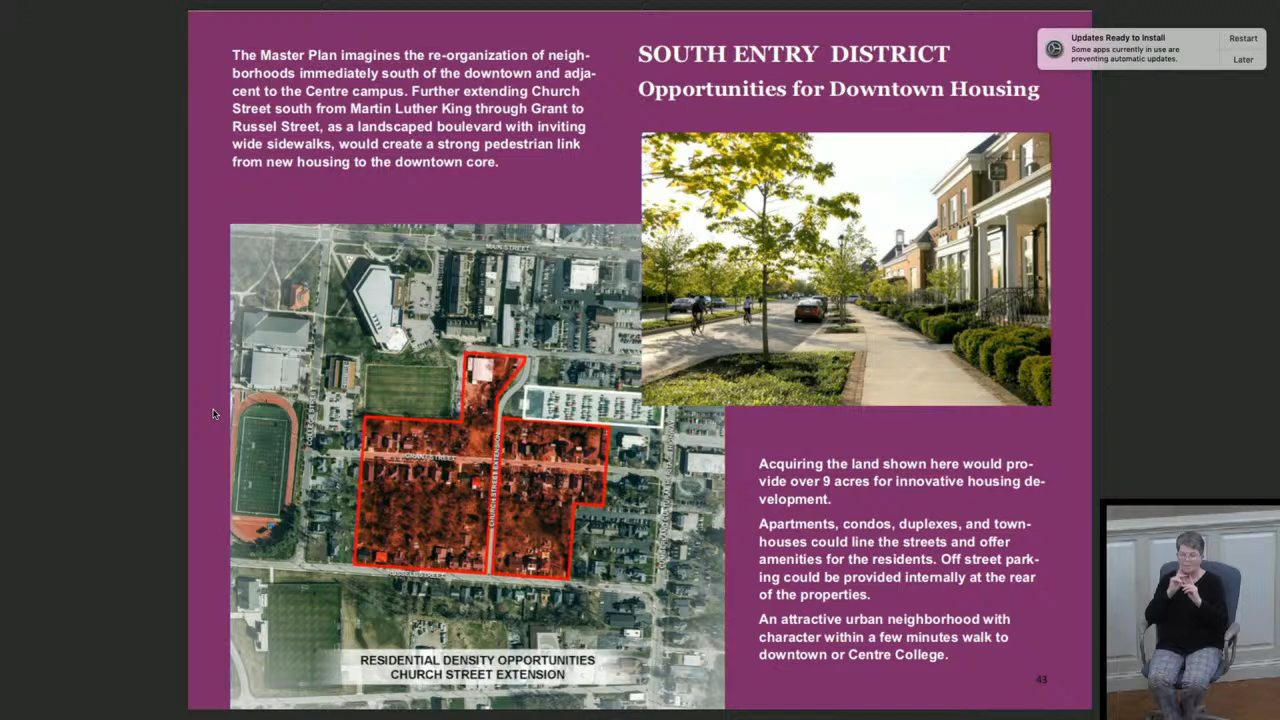 The Master Plan imagines the re-organization of neigh-
borhoods immediately south of the downtown and adja-
cent to the Centre campus. Further extending Church
Street south from Martin Luther King through Grant to
Russel Street, as a landscaped boulevard with inviting
wide sidewalks, would create a strong pedestrian link
from new housing to the downtown core.
SOUTH ENTRY DISTRICT
Opportunities for Downtown Housing
Updates Ready to Install
Some apps currently in use are
preventing automatic updates.
Restart
Later
MAIN STREET
COLLEGE STREET
GRANT STREET
CHURCH STREET EXTENSION
RUSSELL STREET
RESIDENTIAL DENSITY OPPORTUNITIES
CHURCH STREET EXTENSION
Acquiring the land shown here would pro-
vide over 9 acres for innovative housing de-
velopment.
Apartments, condos, duplexes, and town-
houses could line the streets and offer
amenities for the residents. Off street park-
ing could be provided internally at the rear
of the properties.
An attractive urban neighborhood with
character within a few minutes walk to
downtown or Centre College.
43